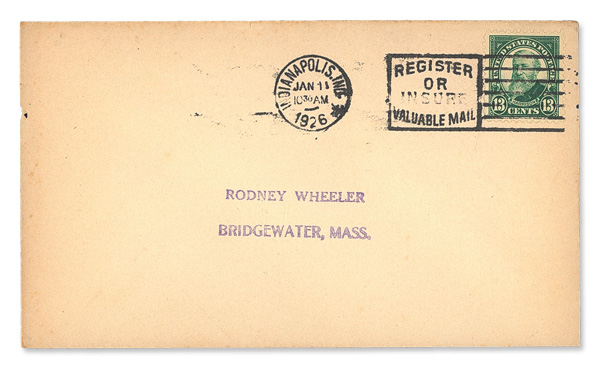 INDIANAPOLIS, IND.
JAN 11
10:30 AM
1926
REGISTER
OR
INSURE
VALUABLE MAIL
UNITED STATES POSTAGE
13 13
CENTS
RODNEY WHEELER
BRIDGEWATER, MASS.